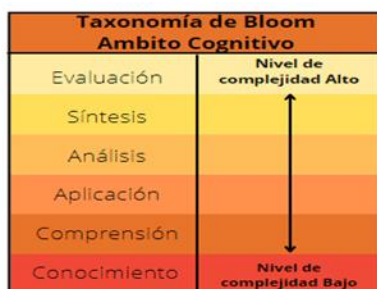 Taxonomía de Bloom
Ambito Cognitivo
Evaluación
Nivel de
complejidad Alto
Síntesis
Análisis
Aplicación
Comprensión
Conocimiento
Nivel de
complejidad Bajo